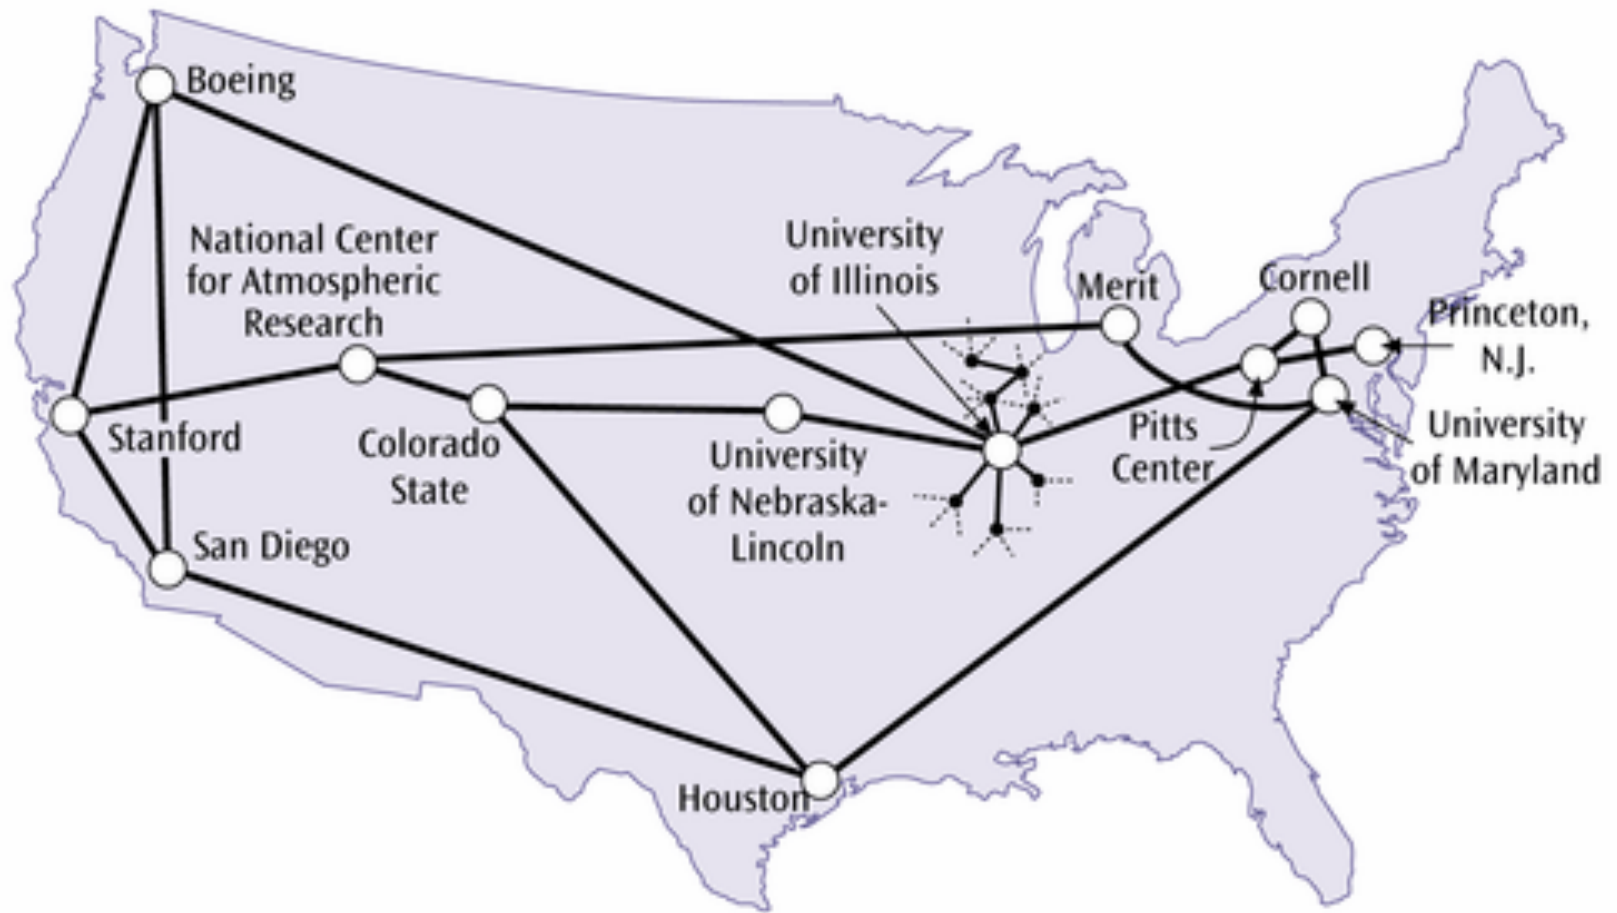 Boeing
National Center
for Atmospheric
Research
University
of Illinois
Merit
Cornell
Princeton,
N.J.
Stanford
Colorado
State
University
of Nebraska-
Lincoln
Pitts
Center
University
of Maryland
San Diego
Houston